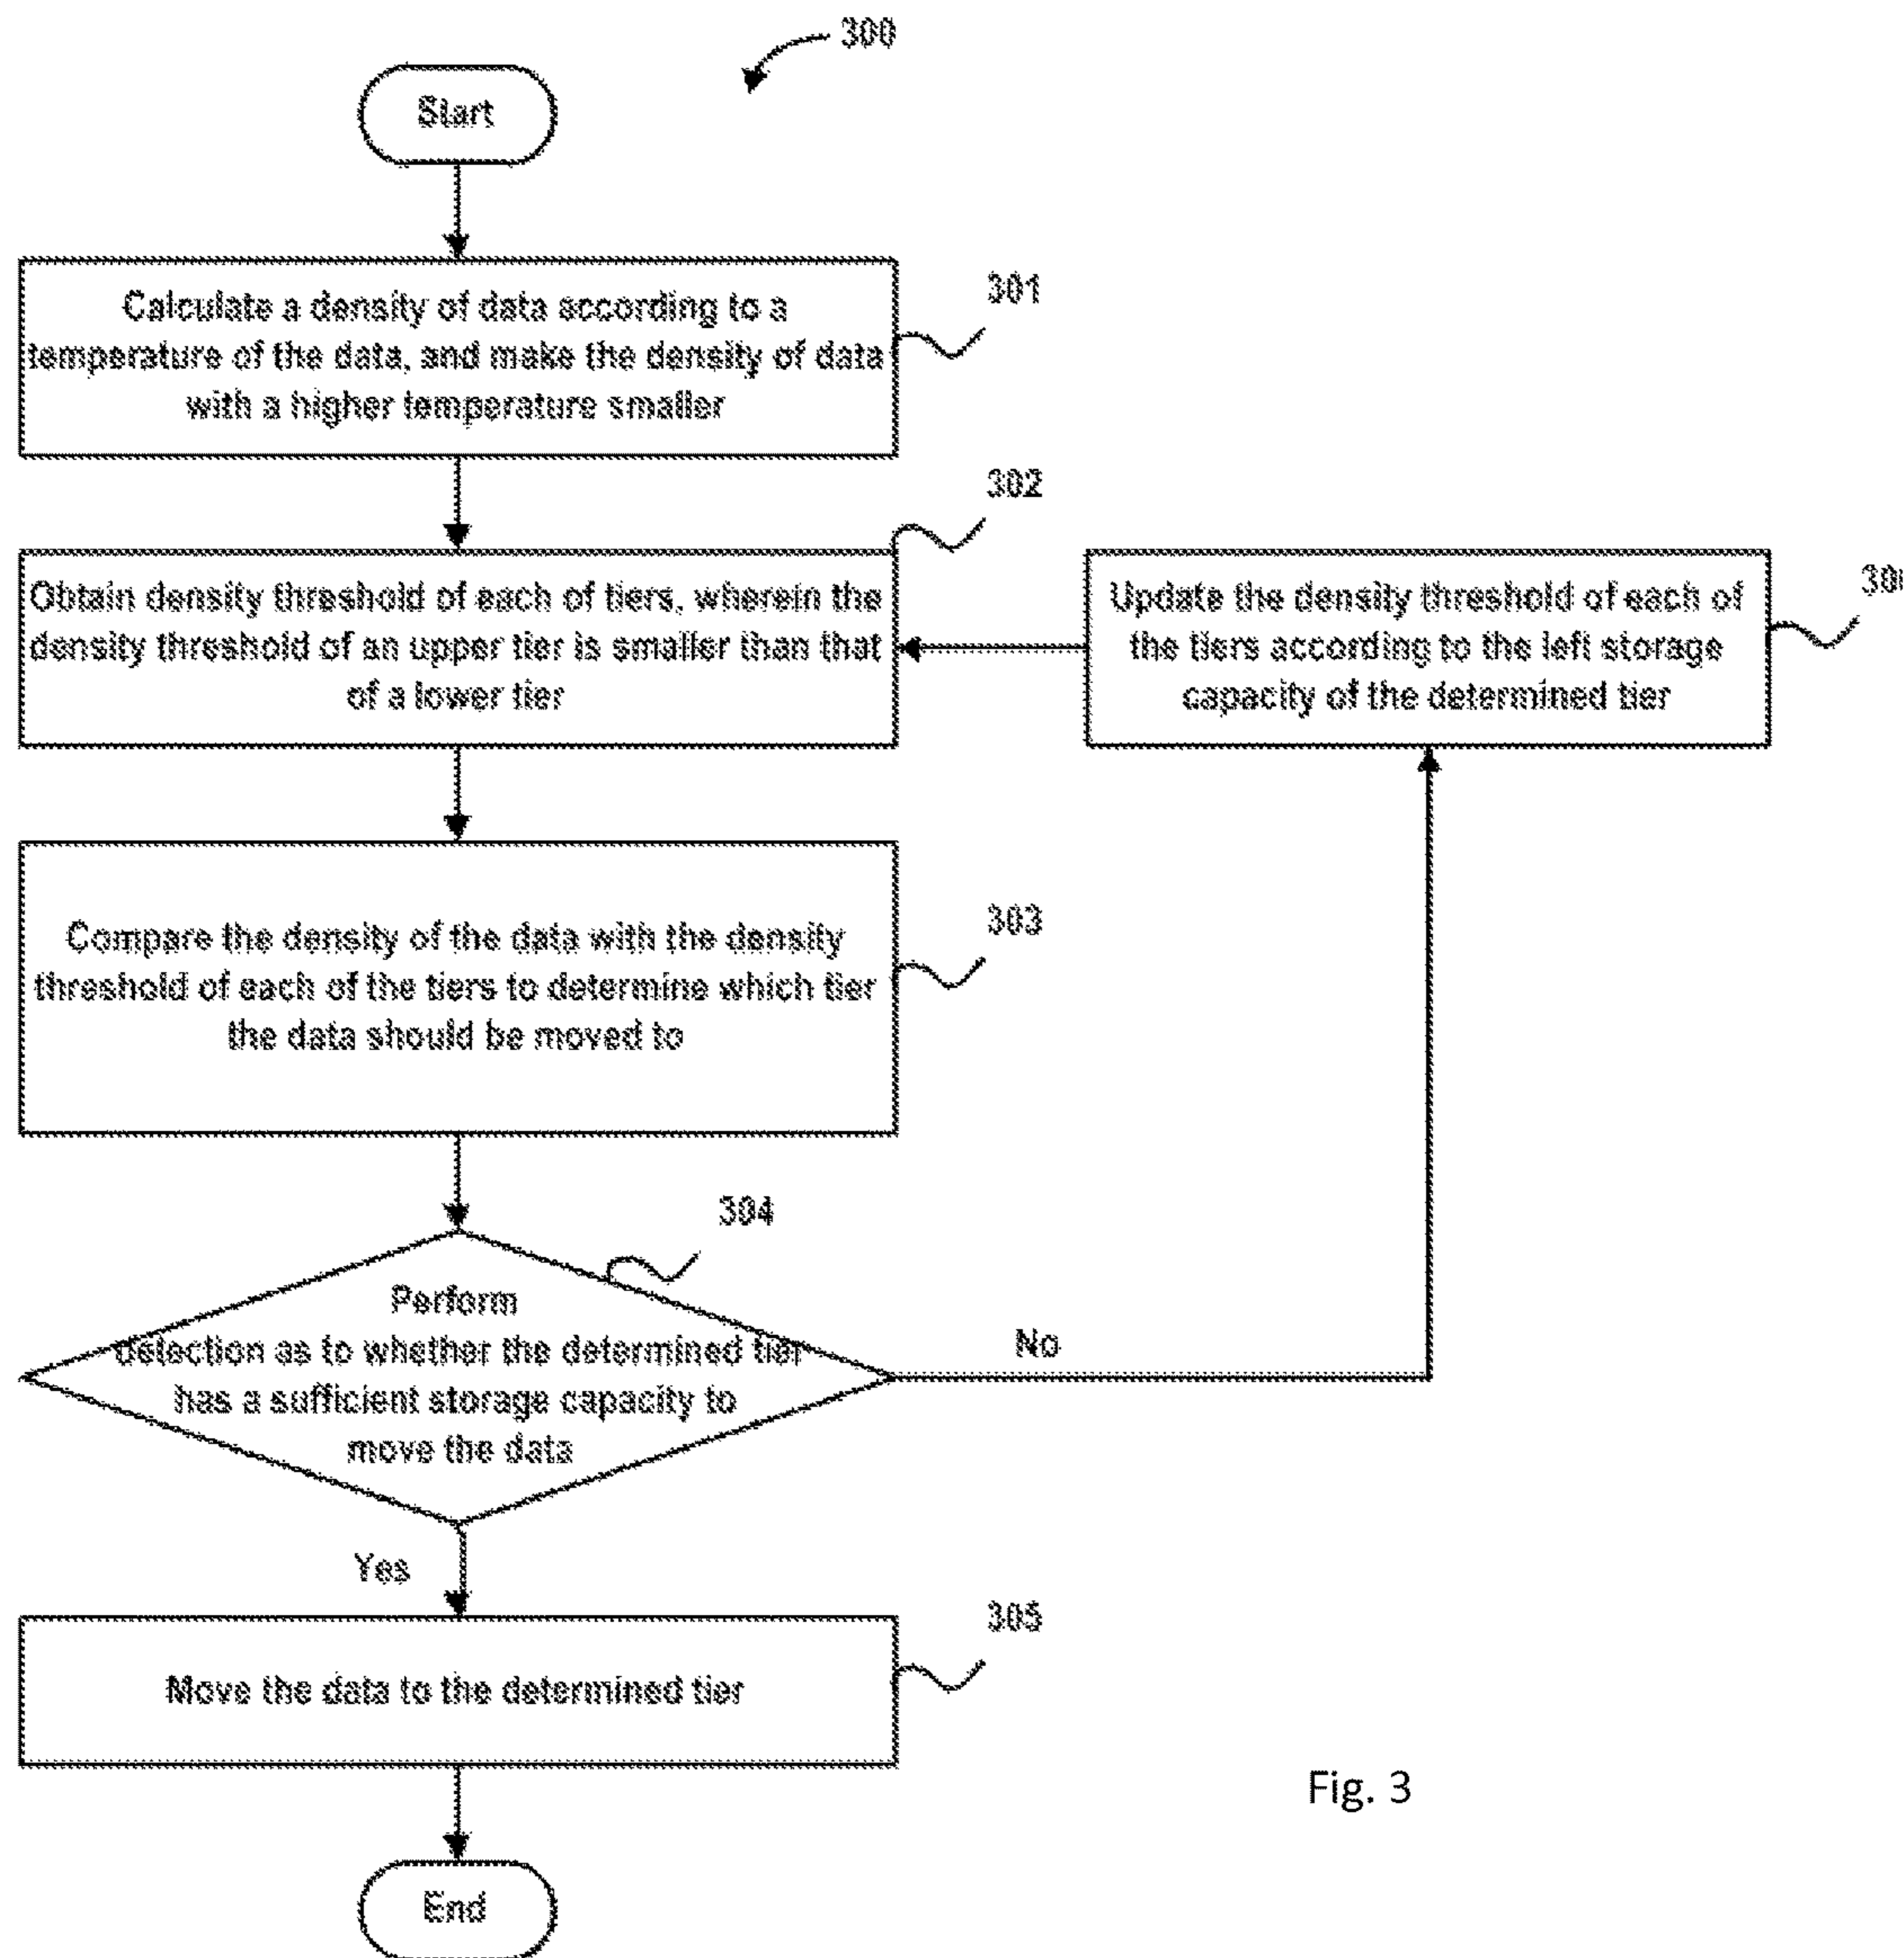 300
Start
301
Calculate a density of data according to a
temperature of the data, and make the density of data
with a higher temperature smaller
302
Obtain density threshold of each of tiers, wherein the
density threshold of an upper tier is smaller than that
of a lower tier
Update the density threshold of each of
the tiers according to the left storage
capacity of the determined tier
303
Compare the density of the data with the density
threshold of each of the tiers to determine which tier
the data should be moved to
304
Perform
detection as to whether the determined tier
has a sufficient storage capacity to
move the data
No
Yes
305
Move the data to the determined tier
Fig. 3
End